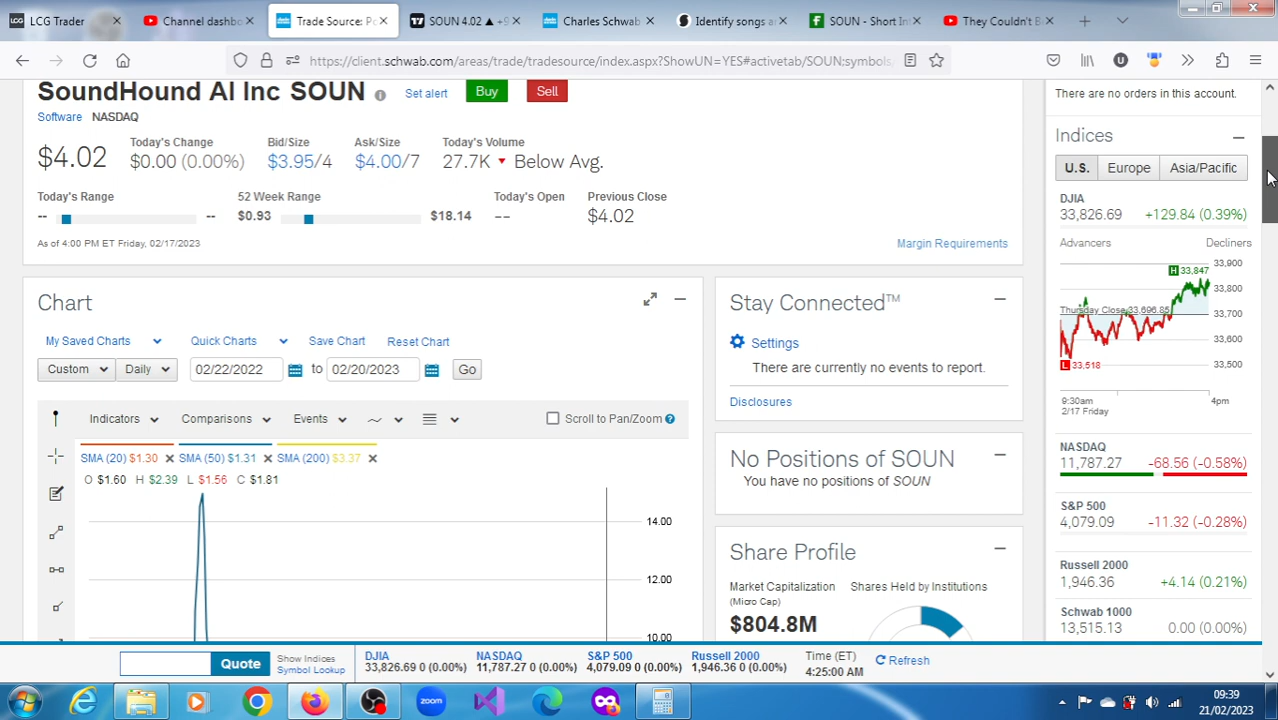 LCG Trader
Channel dashbo
Trade Source: Po
SOUN 4.02 ▲ +9
Charles Schwab
Identify songs a
SOUN - Short In
They Couldn't B
https://client.schwab.com/areas/trade/tradesource/index.aspx?ShowUN=YES#activetab/SOUN;symbols,
SoundHound AI Inc SOUN
Set alert
Buy
Sell
Software NASDAQ
$4.02
Today's Change
$0.00 (0.00%)
Bid/Size
$3.95/4
Ask/Size
$4.00/7
Today's Volume
27.7K ▼ Below Avg.
Today's Range
-- --
52 Week Range
$0.93 $18.14
Today's Open
--
Previous Close
$4.02
As of 4:00 PM ET Friday, 02/17/2023
Margin Requirements
Chart
My Saved Charts
Quick Charts
Save Chart
Reset Chart
Custom
Daily
02/22/2022 to 02/20/2023
Go
Indicators
Comparisons
Events
Scroll to Pan/Zoom
SMA (20) $1.30 SMA (50) $1.31 SMA (200) $3.37
O $1.60 H $2.39 L $1.56 C $1.81
14.00
12.00
10.00
Stay Connected™
Settings
There are currently no events to report.
Disclosures
No Positions of SOUN
You have no positions of SOUN
Share Profile
Market Capitalization
(Micro Cap)
$804.8M
Shares Held by Institutions
There are no orders in this account.
Indices
U.S. Europe Asia/Pacific
DJIA
33,826.69 +129.84 (0.39%)
Advancers Decliners
33,900
H 33,847
33,800
Thursday Close 33,696.85
33,700
33,600
L 33,518
33,500
9:30am 4pm
2/17 Friday
NASDAQ
11,787.27 -68.56 (-0.58%)
S&P 500
4,079.09 -11.32 (-0.28%)
Russell 2000
1,946.36 +4.14 (0.21%)
Schwab 1000
13,515.13 0.00 (0.00%)
Quote
Show Indices
Symbol Lookup
DJIA
33,826.69 0 (0.00%)
NASDAQ
11,787.27 0 (0.00%)
S&P 500
4,079.09 0 (0.00%)
Russell 2000
1,946.36 0 (0.00%)
Time (ET)
4:25:00 AM
Refresh
zoom
09:39
21/02/2023